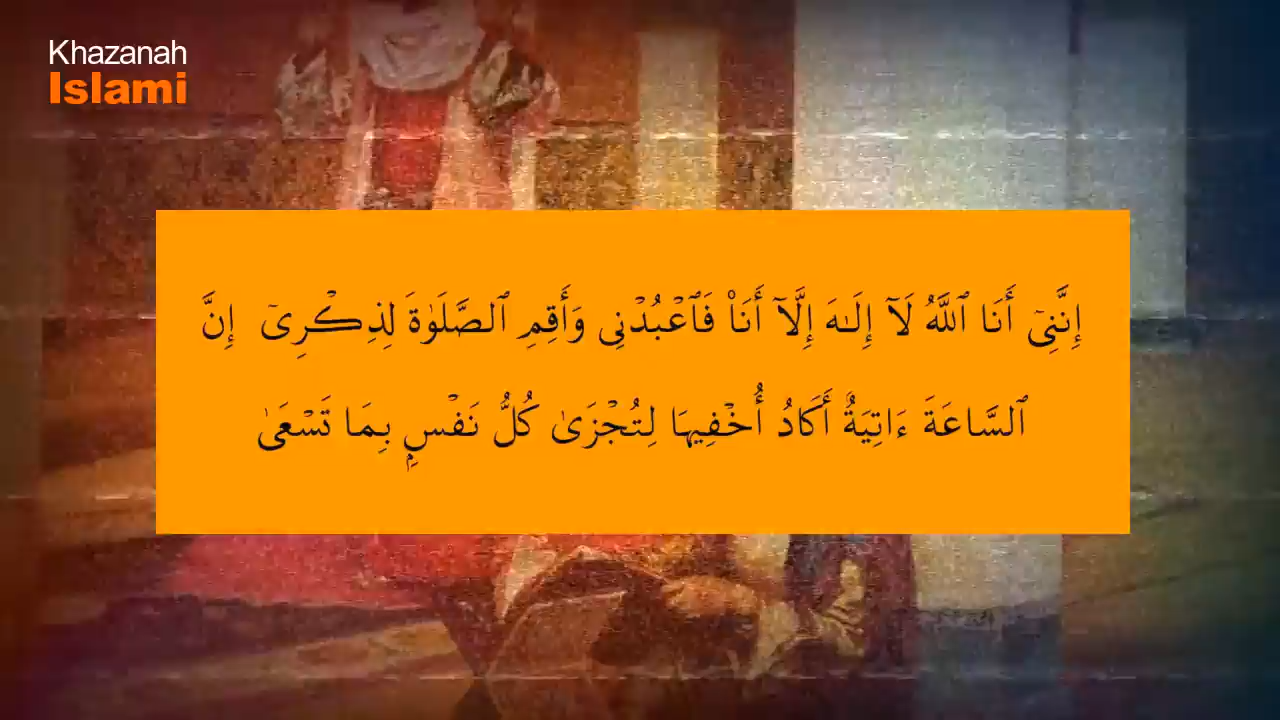 Khazanah
Islami
إِنَّنِىٓ أَنَا ٱللَّهُ لَآ إِلَـٰهَ إِلَّآ أَنَا۠ فَٱعْبُدْنِى وَأَقِمِ ٱلصَّلَوٰةَ لِذِكْرِىٓ إِنَّ
ٱلسَّاعَةَ ءَاتِيَةٌ أَكَادُ أُخْفِيهَا لِتُجْزَىٰ كُلُّ نَفْسٍۭ بِمَا تَسْعَىٰ